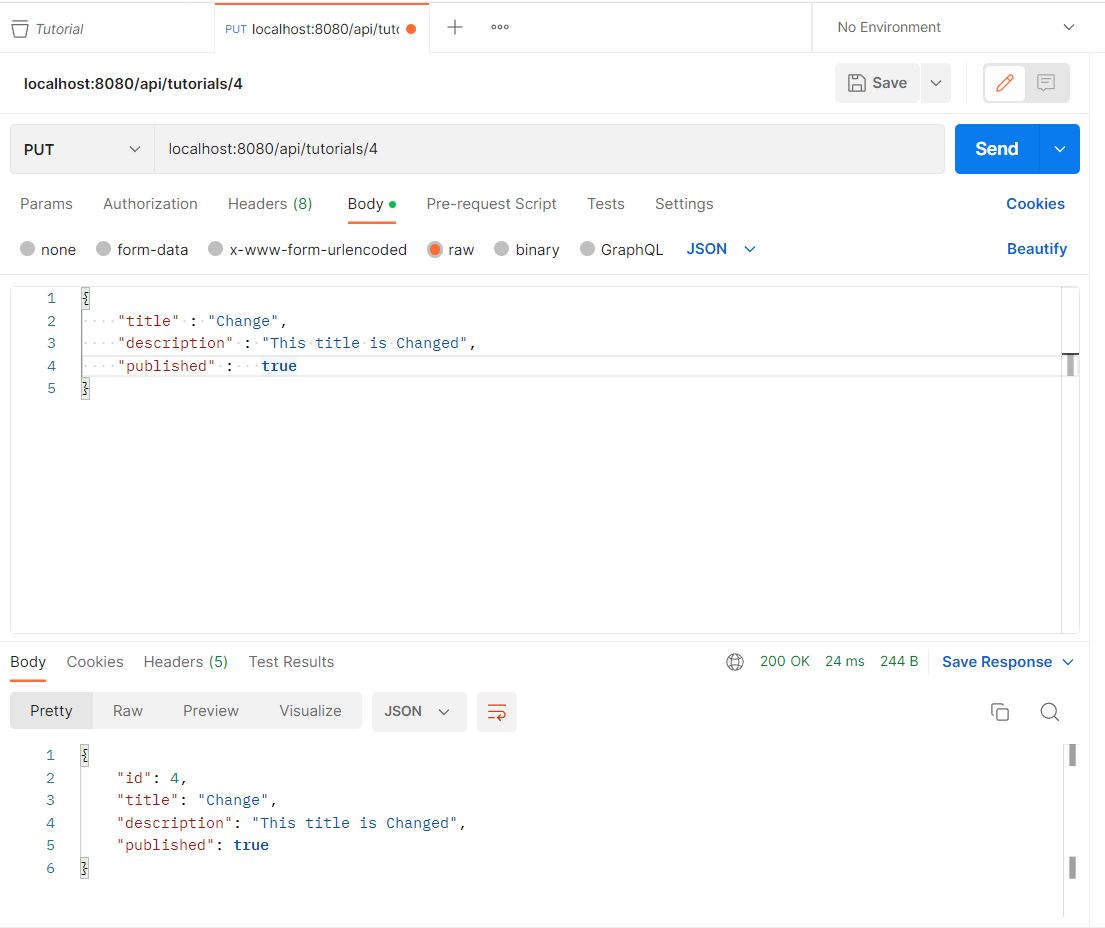 Tutorial
PUT localhost:8080/api/tuto
No Environment
localhost:8080/api/tutorials/4
Save
PUT
localhost:8080/api/tutorials/4
Send
Params Authorization Headers (8) Body Pre-request Script Tests Settings Cookies
none form-data x-www-form-urlencoded raw binary GraphQL JSON Beautify
1 {
2 "title" : "Change",
3 "description" : "This title is Changed",
4 "published" : true
5 }
Body Cookies Headers (5) Test Results 200 OK 24 ms 244 B Save Response
Pretty Raw Preview Visualize JSON
1 {
2 "id": 4,
3 "title": "Change",
4 "description": "This title is Changed",
5 "published": true
6 }